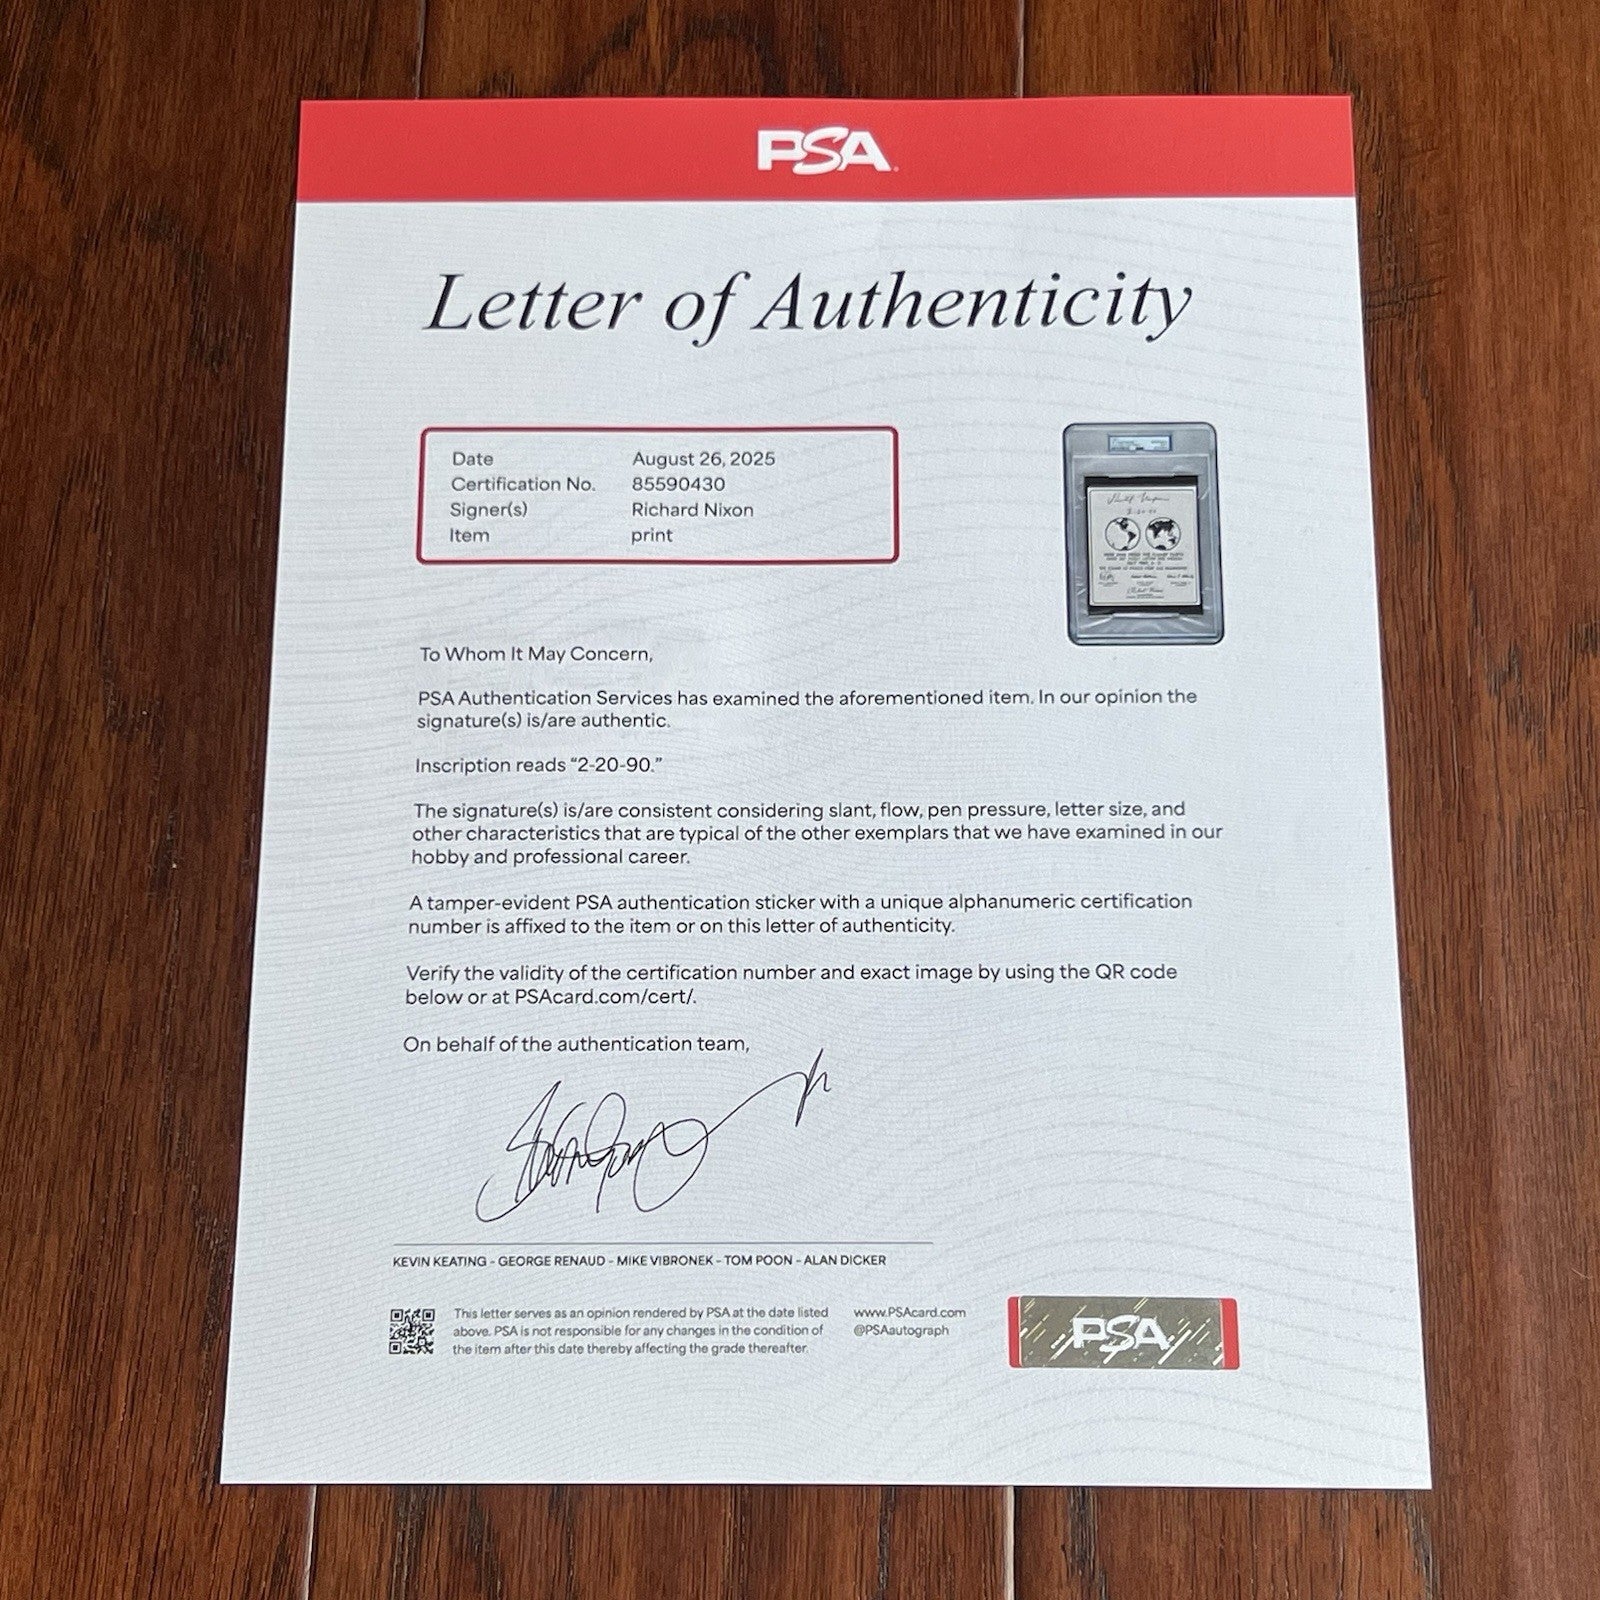 PSA
Letter of Authenticity
Date August 26, 2025
Certification No. 85590430
Signer(s) Richard Nixon
Item print
To Whom It May Concern,
PSA Authentication Services has examined the aforementioned item. In our opinion the
signature(s) is/are authentic.
Inscription reads “2-20-90.”
The signature(s) is/are consistent considering slant, flow, pen pressure, letter size, and
other characteristics that are typical of the other exemplars that we have examined in our
hobby and professional career.
A tamper-evident PSA authentication sticker with a unique alphanumeric certification
number is affixed to the item or on this letter of authenticity.
Verify the validity of the certification number and exact image by using the QR code
below or at PSAcard.com/cert/.
On behalf of the authentication team,
KEVIN KEATING - GEORGE RENAUD - MIKE VIBRONEK - TOM POON - ALAN DICKER
This letter serves as an opinion rendered by PSA at the date listed
above. PSA is not responsible for any changes in the condition of
the item after this date thereby affecting the grade thereafter.
www.PSAcard.com
@PSAautograph
PSA